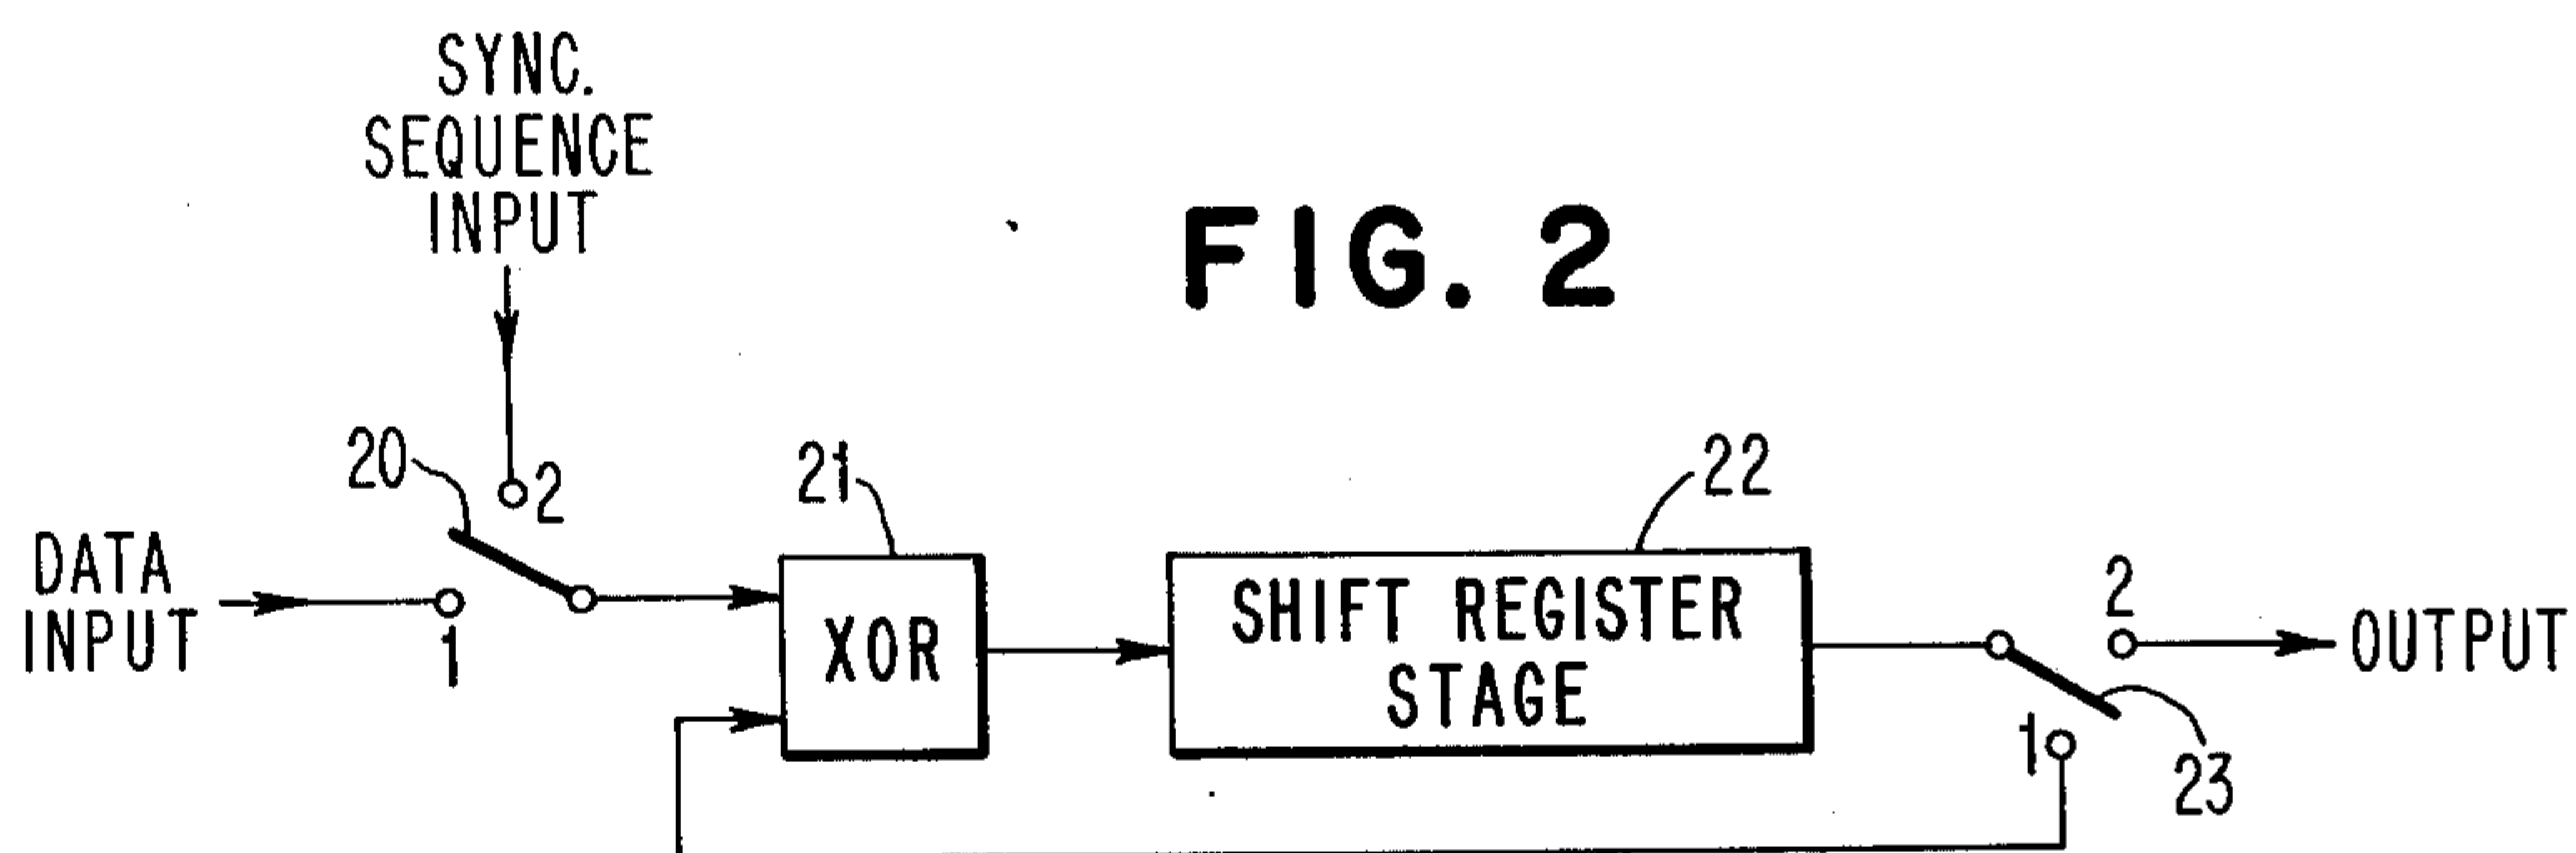 SYNC.
SEQUENCE
INPUT
FIG. 2
20
2
21
22
DATA
INPUT
1
XOR
SHIFT REGISTER
STAGE
2
OUTPUT
1
23